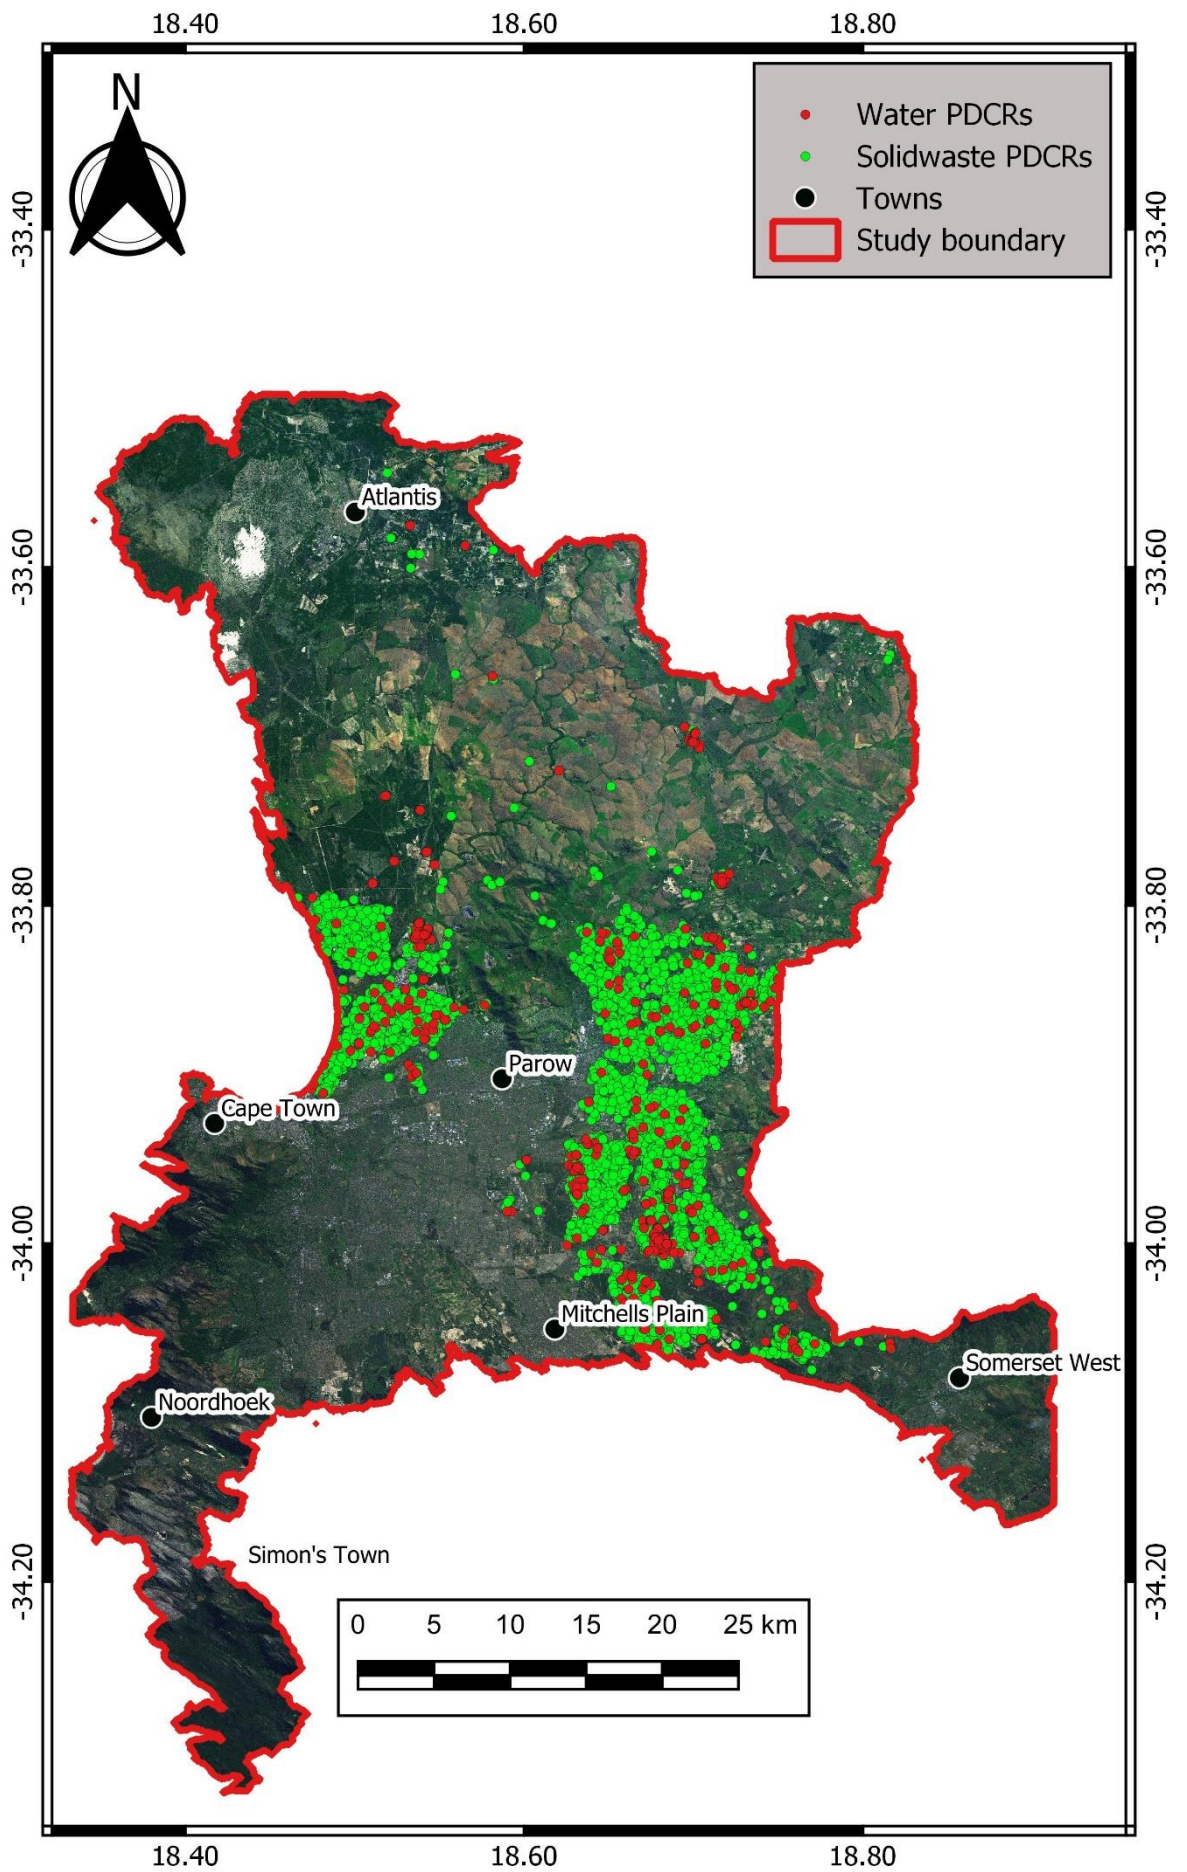 18.40 18.60 18.80
N
Water PDCRs
Solidwaste PDCRs
Towns
Study boundary
-33.40 -33.40
Atlantis
-33.60 -33.60
-33.80 -33.80
Parow
Cape Town
-34.00 -34.00
Mitchells Plain
Somerset West
Noordhoek
Simon's Town
-34.20 -34.20
0 5 10 15 20 25 km
18.40 18.60 18.80